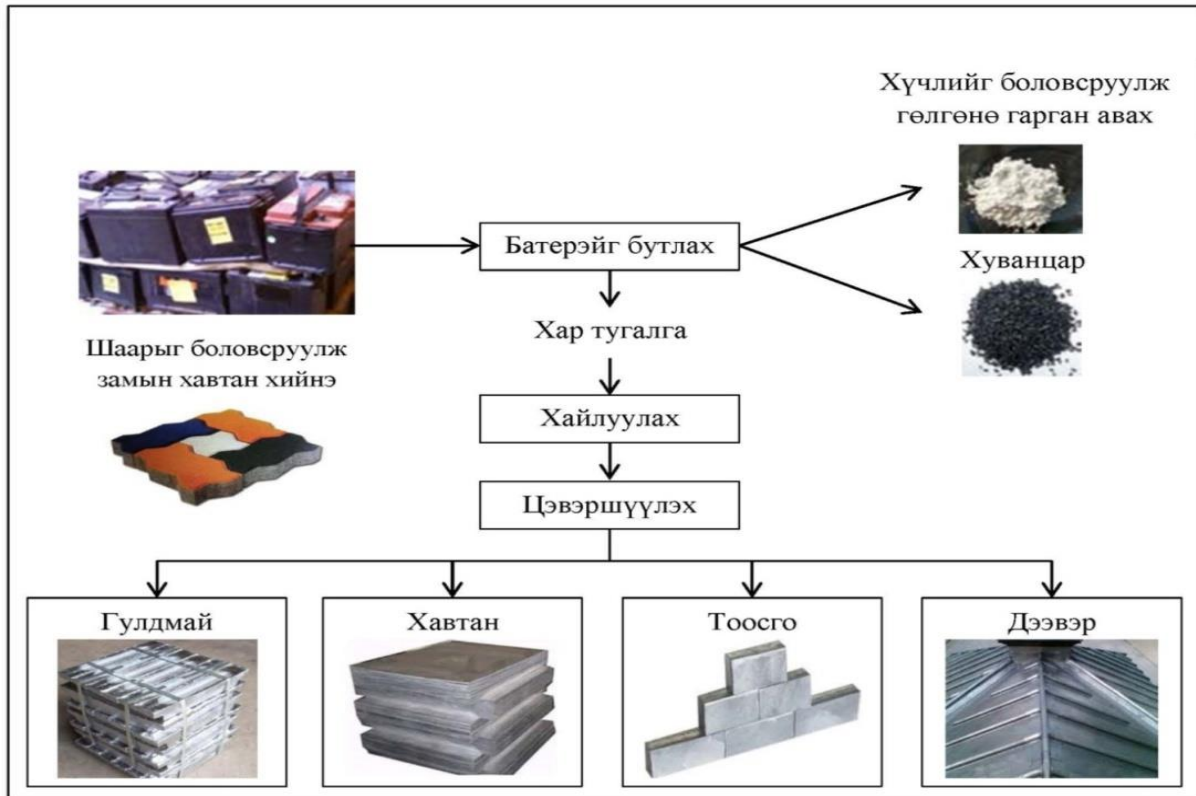 Хүчлийг боловсруулж
гөлгөнө гарган авах
Батерэйг бутлах
Хуванцар
Хар тугалга
Шаарыг боловсруулж
замын хавтан хийнэ
Хайлуулах
Цэвэршүүлэх
Гулдмай
Хавтан
Тоосго
Дээвэр